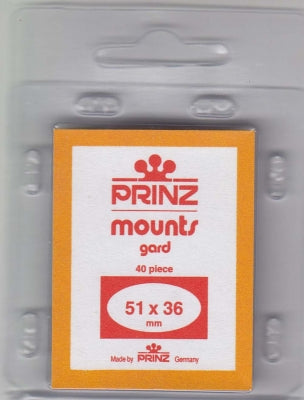 PRINZ
mounts
gard
40 piece
51 x 36
mm
Made by PRINZ Germany